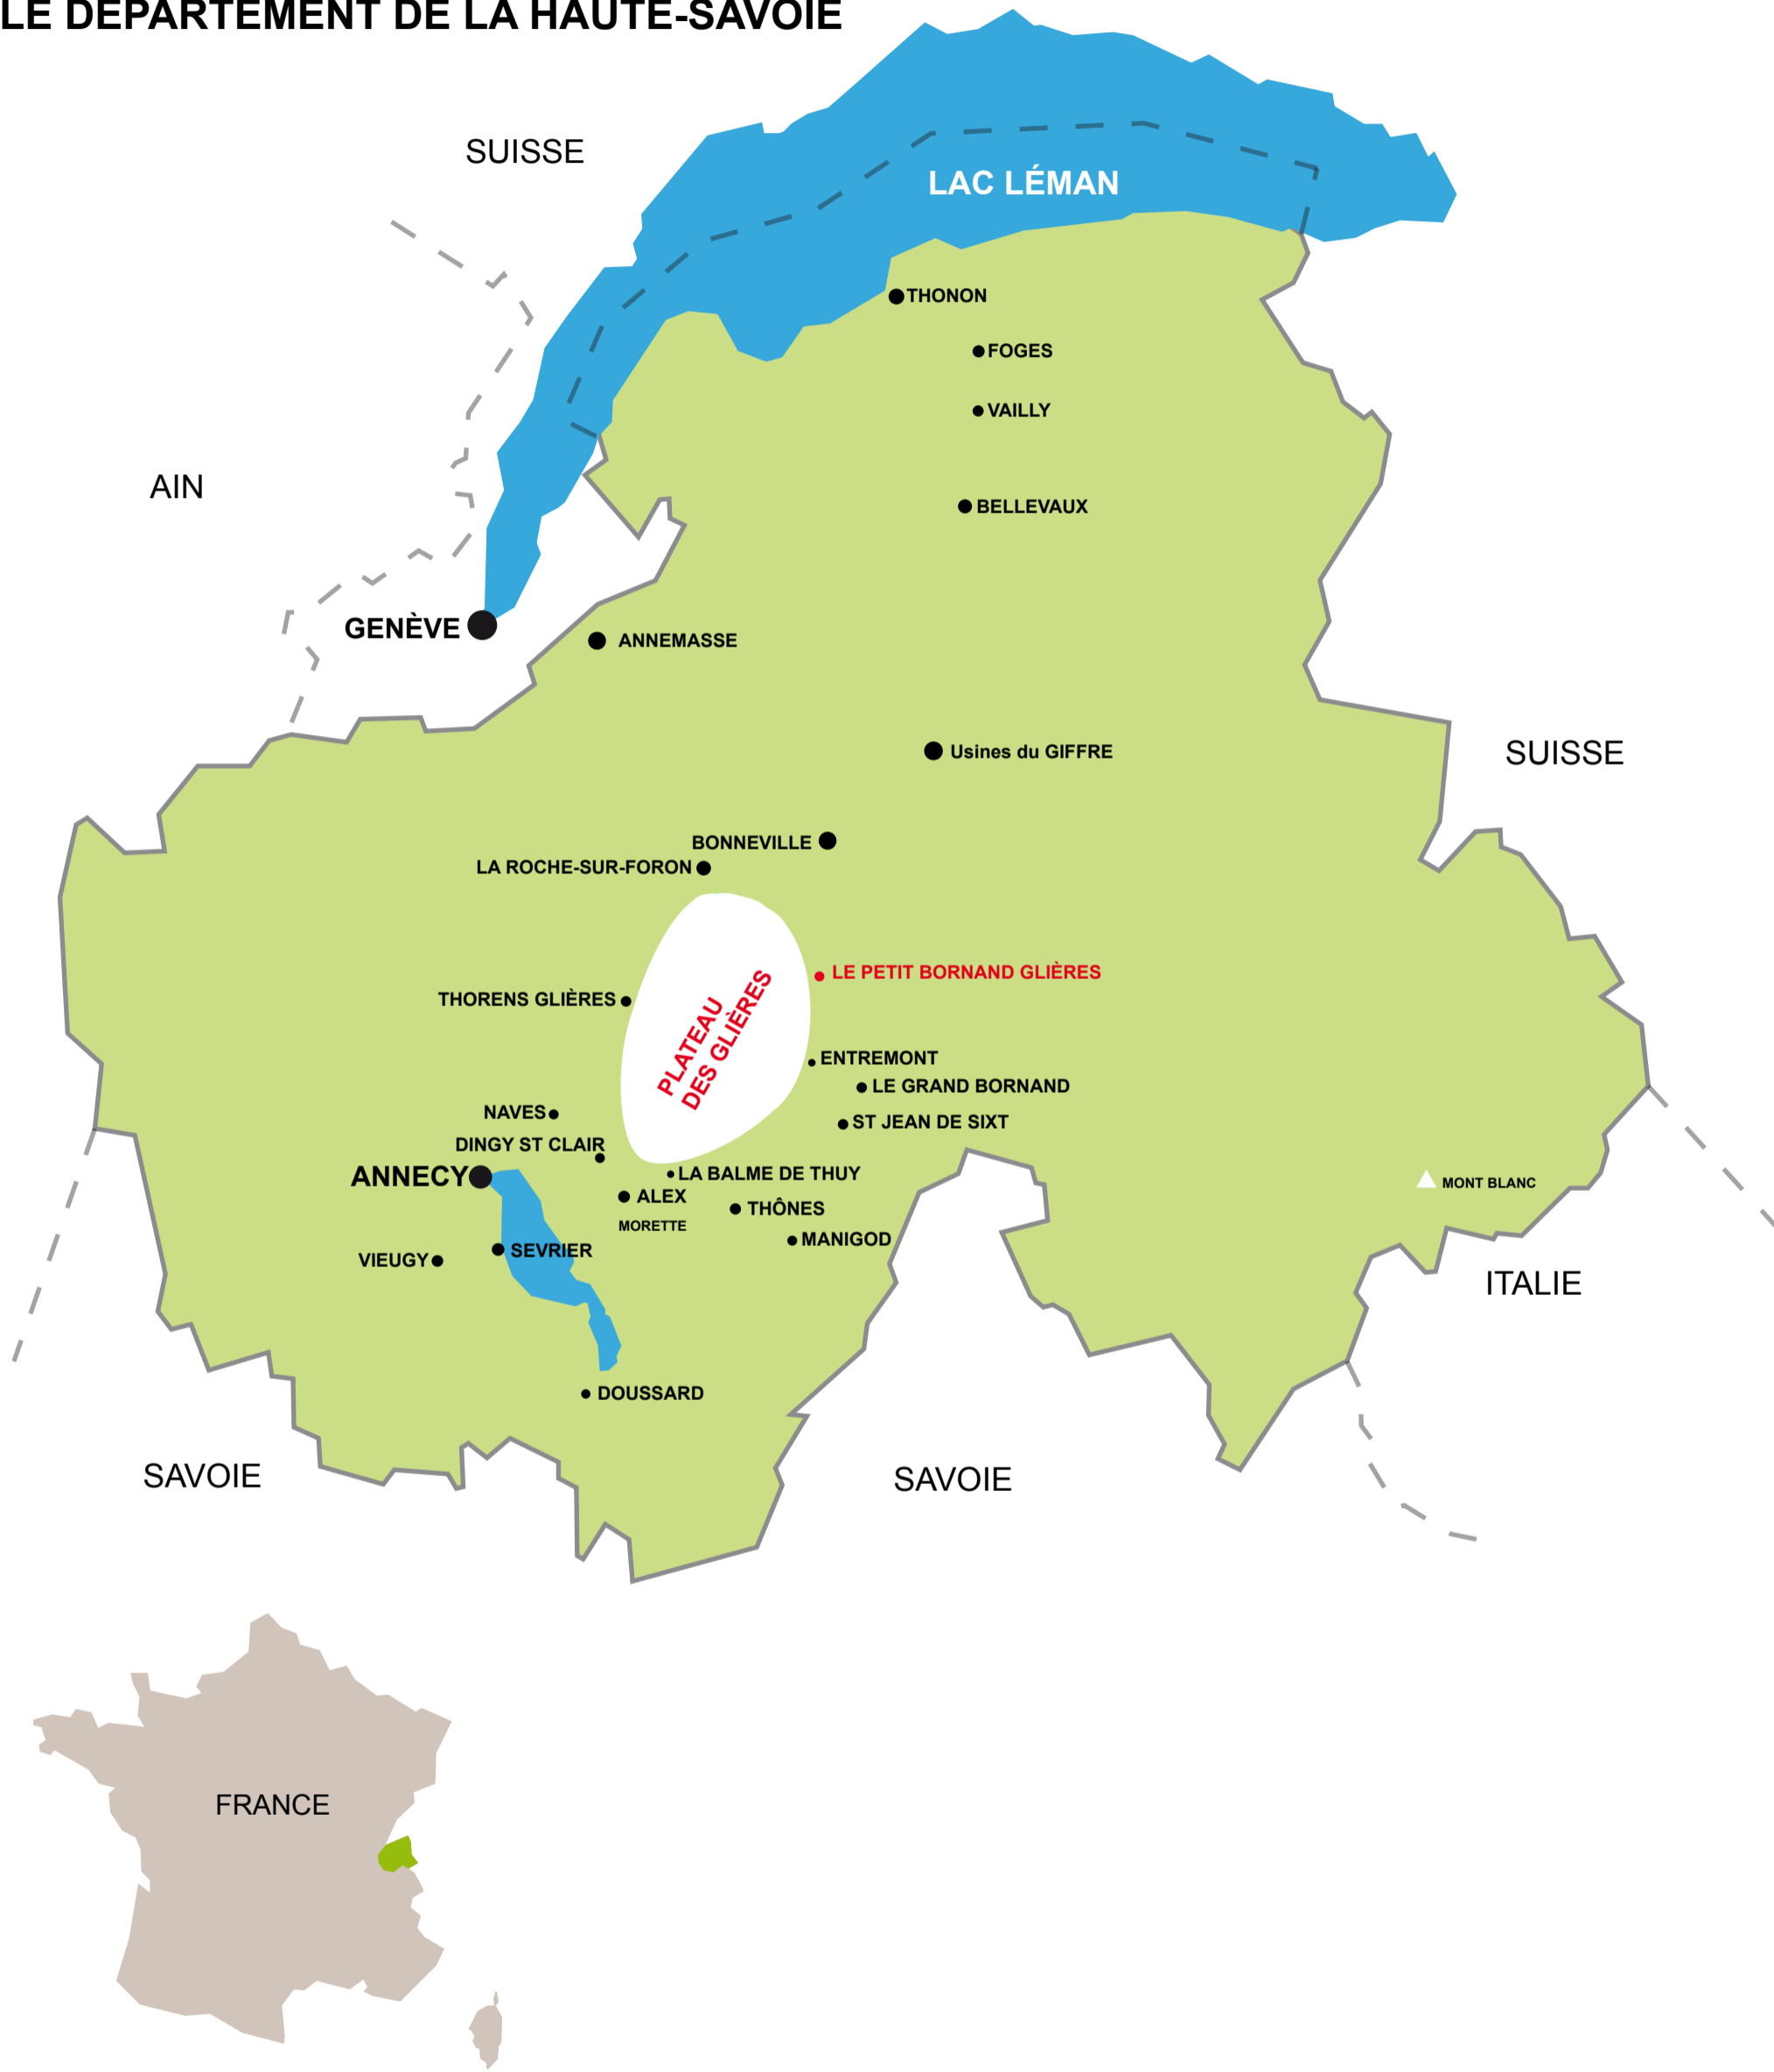 LE DEPARTEMENT DE LA HAUTE-SAVOIE
SUISSE
LAC LÉMAN
THONON
FOGES
VAILLY
AIN
BELLEVAUX
GENÈVE
ANNEMASSE
Usines du GIFFRE
SUISSE
BONNEVILLE
LA ROCHE-SUR-FORON
LE PETIT BORNAND GLIÈRES
THORENS GLIÈRES
PLATEAU
DES GLIÈRES
ENTREMONT
LE GRAND BORNAND
NAVES
ST JEAN DE SIXT
DINGY ST CLAIR
ANNECY
LA BALME DE THUY
MONT BLANC
ALEX
THÔNES
MORETTE
MANIGOD
SEVRIER
VIEUGY
ITALIE
DOUSSARD
SAVOIE
SAVOIE
FRANCE